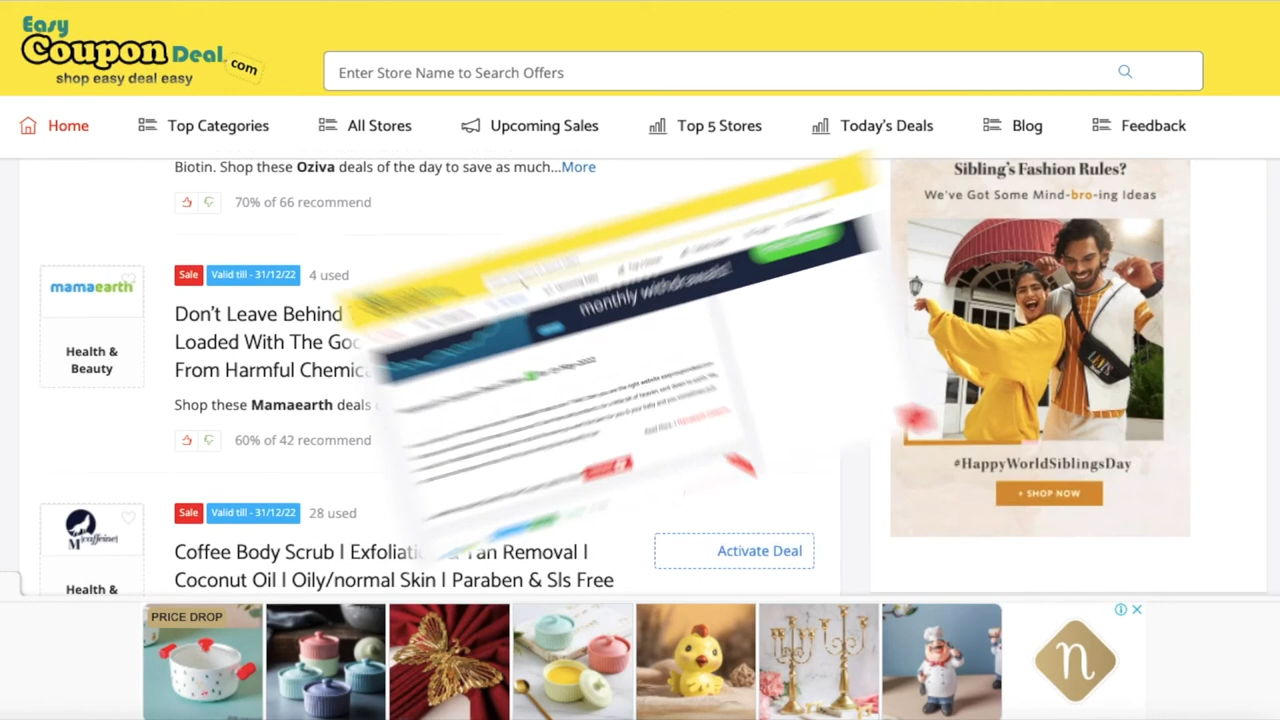 Easy
Coupon Deal.com
shop easy deal easy
Enter Store Name to Search Offers
Home
Top Categories
All Stores
Upcoming Sales
Top 5 Stores
Today's Deals
Blog
Feedback
Biotin. Shop these Oziva deals of the day to save as much...More
70% of 66 recommend
mamaearth
Health &
Beauty
Sale Valid till - 31/12/22 4 used
Don't Leave Behind
Loaded With The
From Harmful
Shop these Mamaearth deals
60% of 42 recommend
monthly withdrawals
Mcaffeine
Health &
Sale Valid till - 31/12/22 28 used
Coffee Body Scrub | Tan Removal |
Coconut Oil | Oily/normal Skin | Paraben & Sls Free
Activate Deal
Sibling's Fashion Rules?
We've Got Some Mind-bro-ing Ideas
#HappyWorldSiblingsDay
+ SHOP NOW
PRICE DROP
n